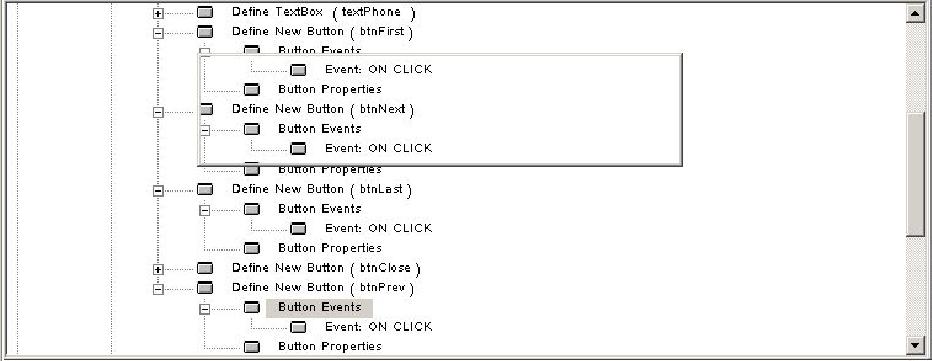 Define TextBox ( textPhone )
Define New Button ( btnFirst )
Button Events
Event: ON CLICK
Button Properties
Define New Button ( btnNext )
Button Events
Event: ON CLICK
Button Properties
Define New Button ( btnLast )
Button Events
Event: ON CLICK
Button Properties
Define New Button ( btnClose )
Define New Button ( btnPrev )
Button Events
Event: ON CLICK
Button Properties